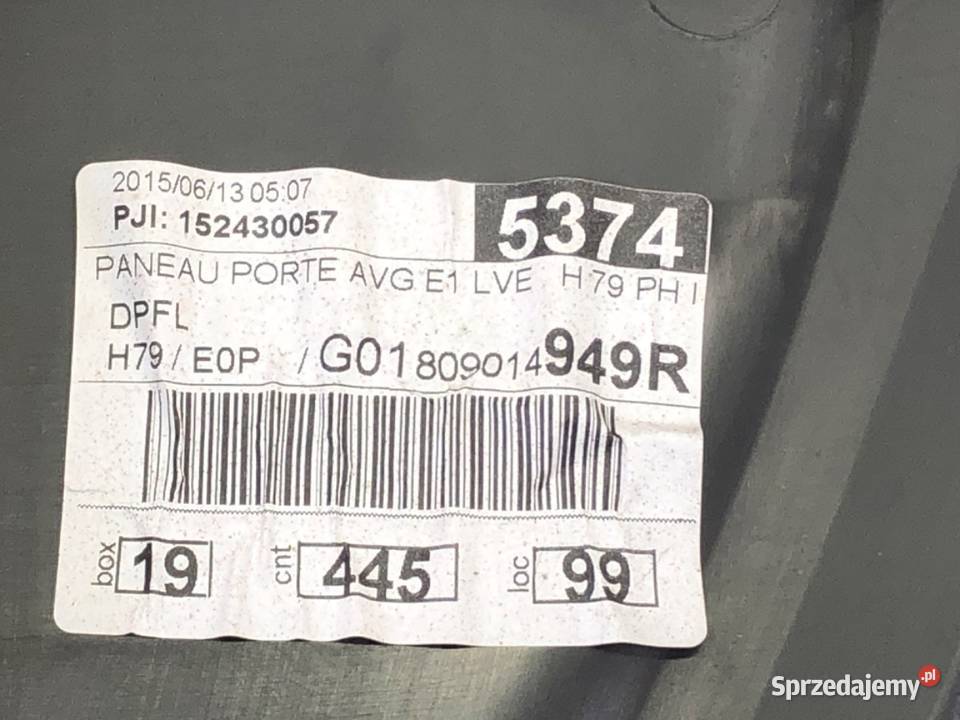 2015/06/13 05:07
PJI: 152430057
5374
PANEAU PORTE AVG E1 LVE H79 PH I
DPFL
H79 / E0P / G01809014949R
box 19 cnt 445 loc 99
Sprzedajemy.pl